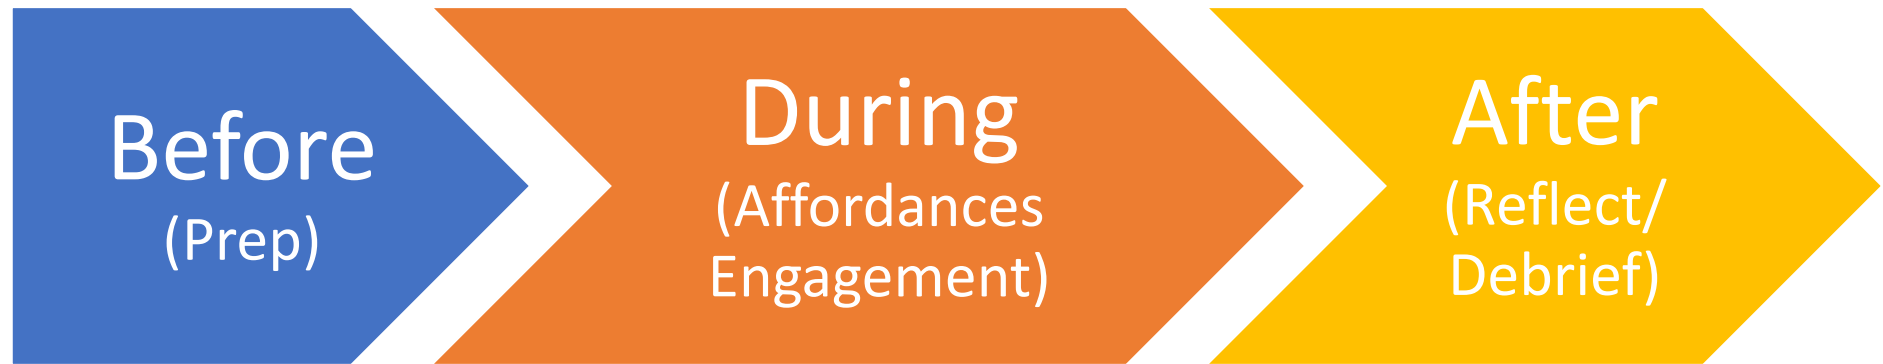 Before
(Prep)
During
(Affordances
Engagement)
After
(Reflect/
Debrief)